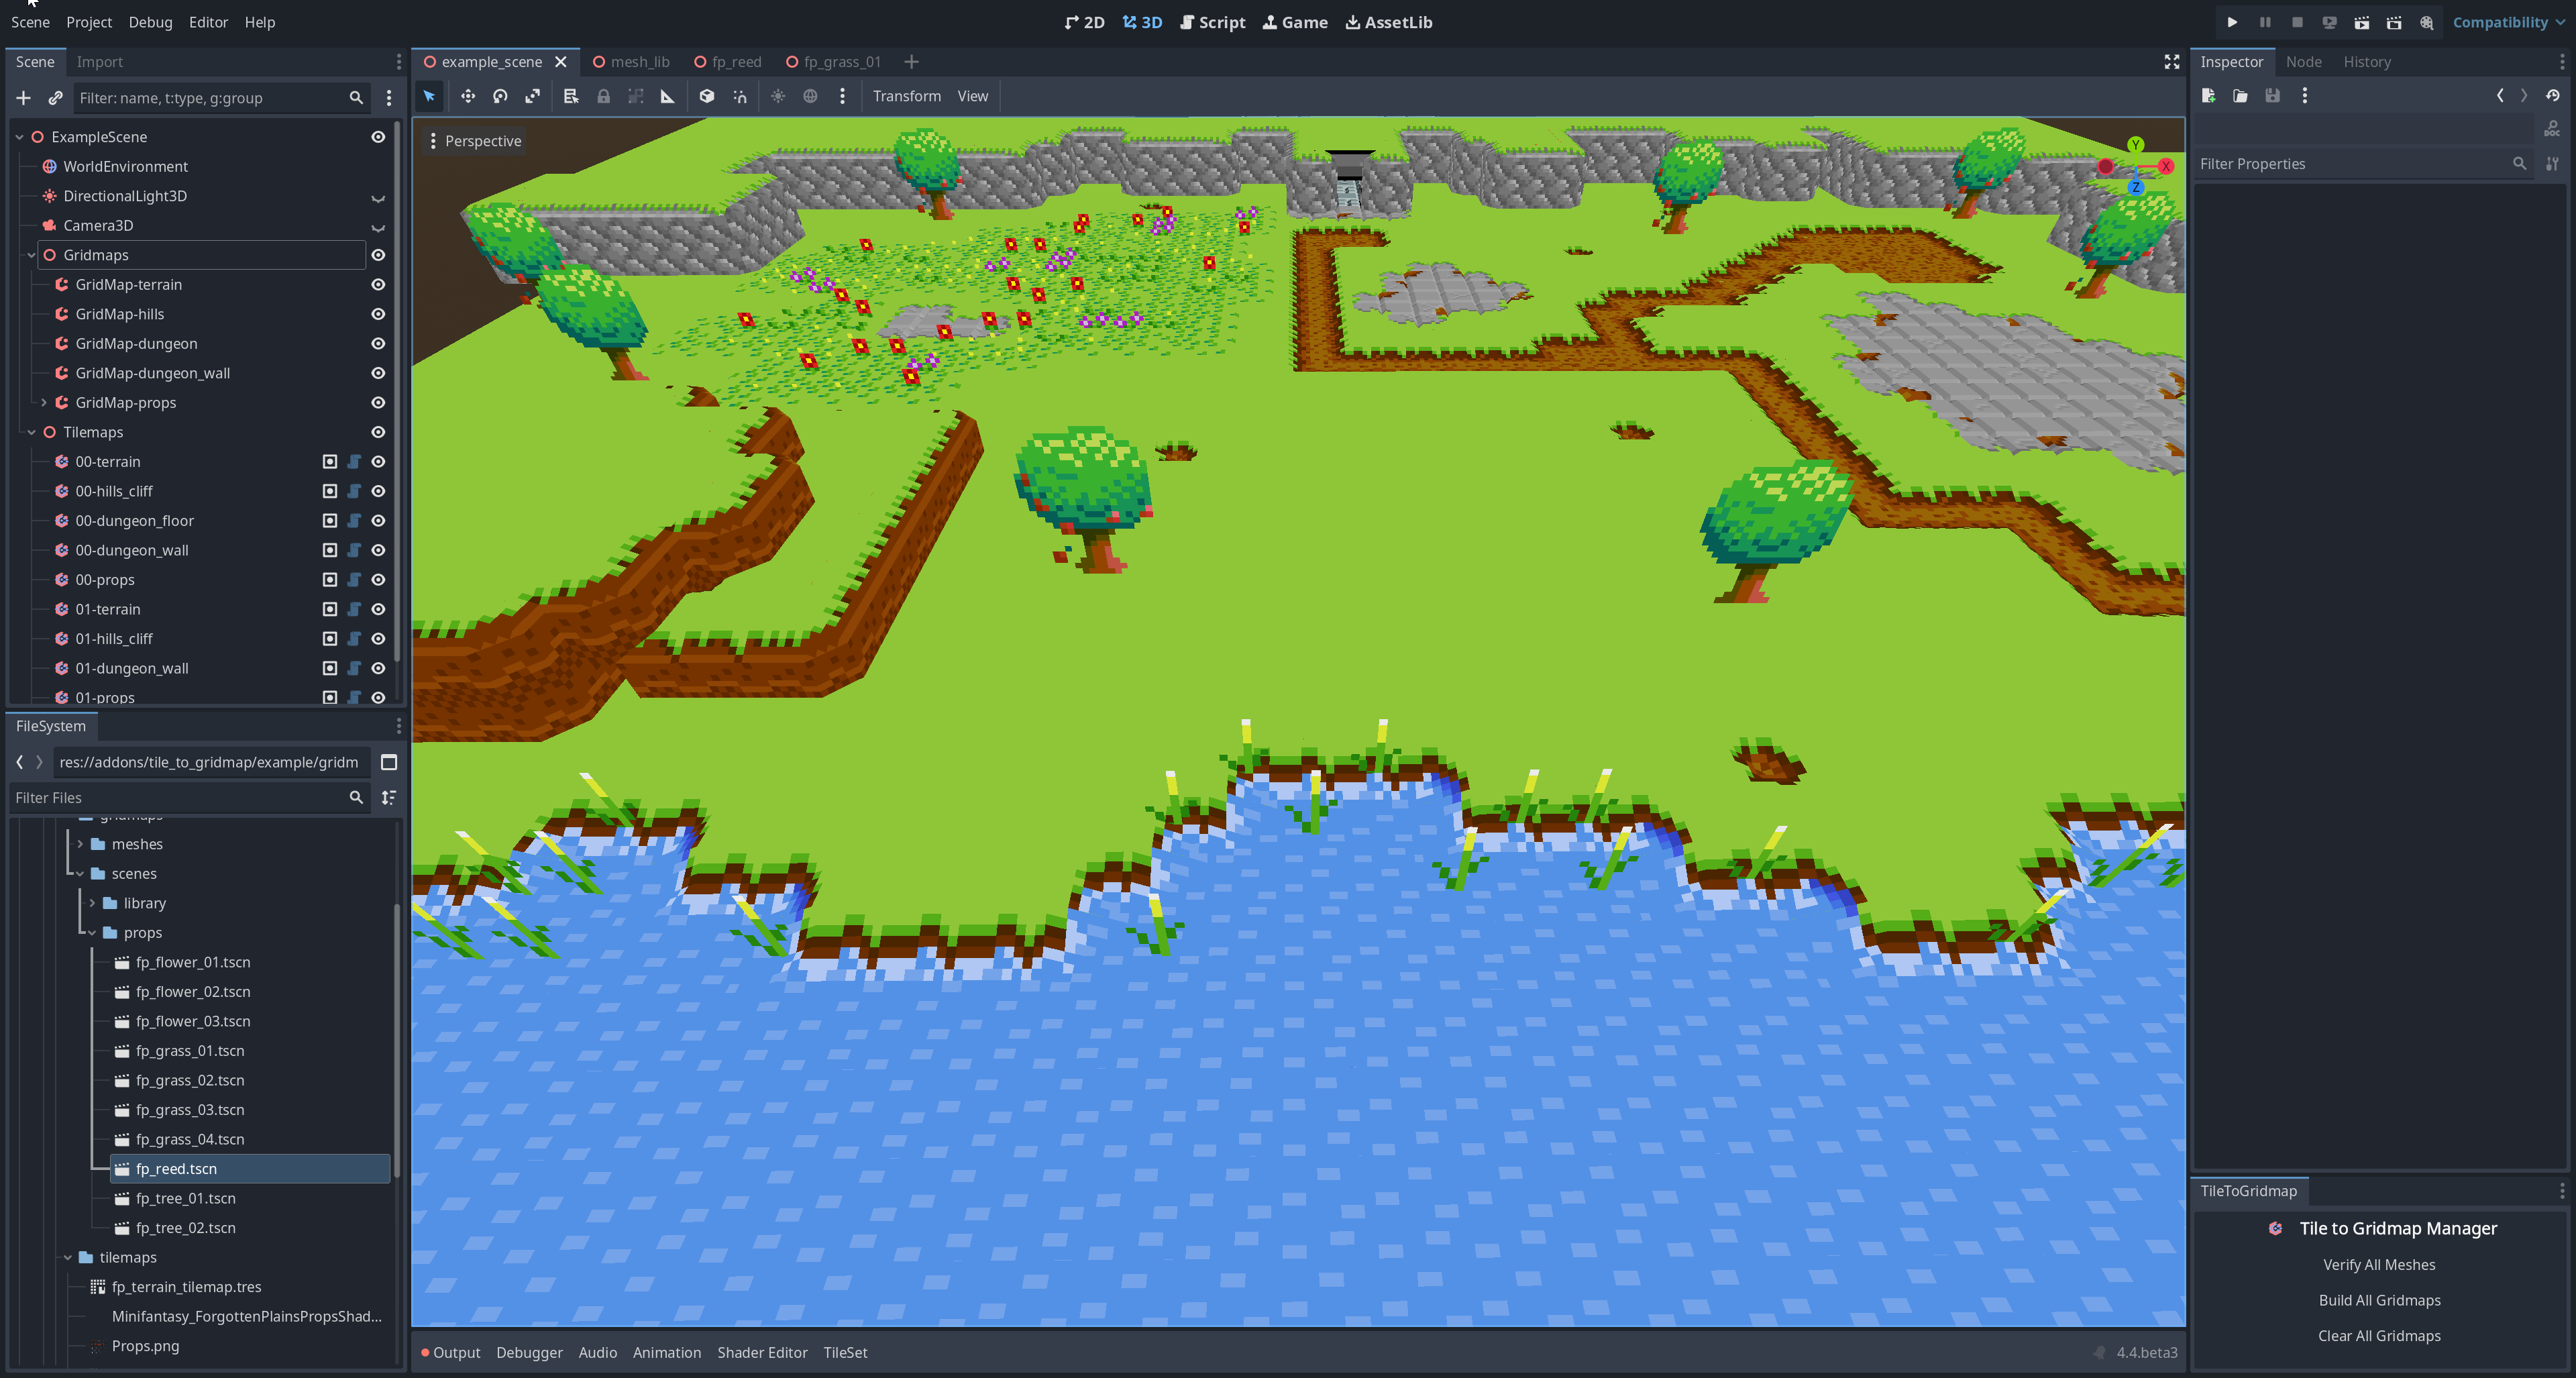 Scene Project Debug Editor Help
2D 3D Script Game AssetLib
Compatibility
Scene Import
Filter: name, t:type, g:group
ExampleScene
WorldEnvironment
DirectionalLight3D
Camera3D
Gridmaps
GridMap-terrain
GridMap-hills
GridMap-dungeon
GridMap-dungeon_wall
GridMap-props
Tilemaps
00-terrain
00-hills_cliff
00-dungeon_floor
00-dungeon_wall
00-props
01-terrain
01-hills_cliff
01-dungeon_wall
01-props
FileSystem
res://addons/tile_to_gridmap/example/gridm
Filter Files
gridmaps
meshes
scenes
library
props
fp_flower_01.tscn
fp_flower_02.tscn
fp_flower_03.tscn
fp_grass_01.tscn
fp_grass_02.tscn
fp_grass_03.tscn
fp_grass_04.tscn
fp_reed.tscn
fp_tree_01.tscn
fp_tree_02.tscn
tilemaps
fp_terrain_tilemap.tres
Minifantasy_ForgottenPlainsPropsShad...
Props.png
example_scene mesh_lib fp_reed fp_grass_01
Transform View
Perspective
Y
X
Z
Output Debugger Audio Animation Shader Editor TileSet
4.4.beta3
Inspector Node History
DOC
Filter Properties
TileToGridmap
Tile to Gridmap Manager
Verify All Meshes
Build All Gridmaps
Clear All Gridmaps